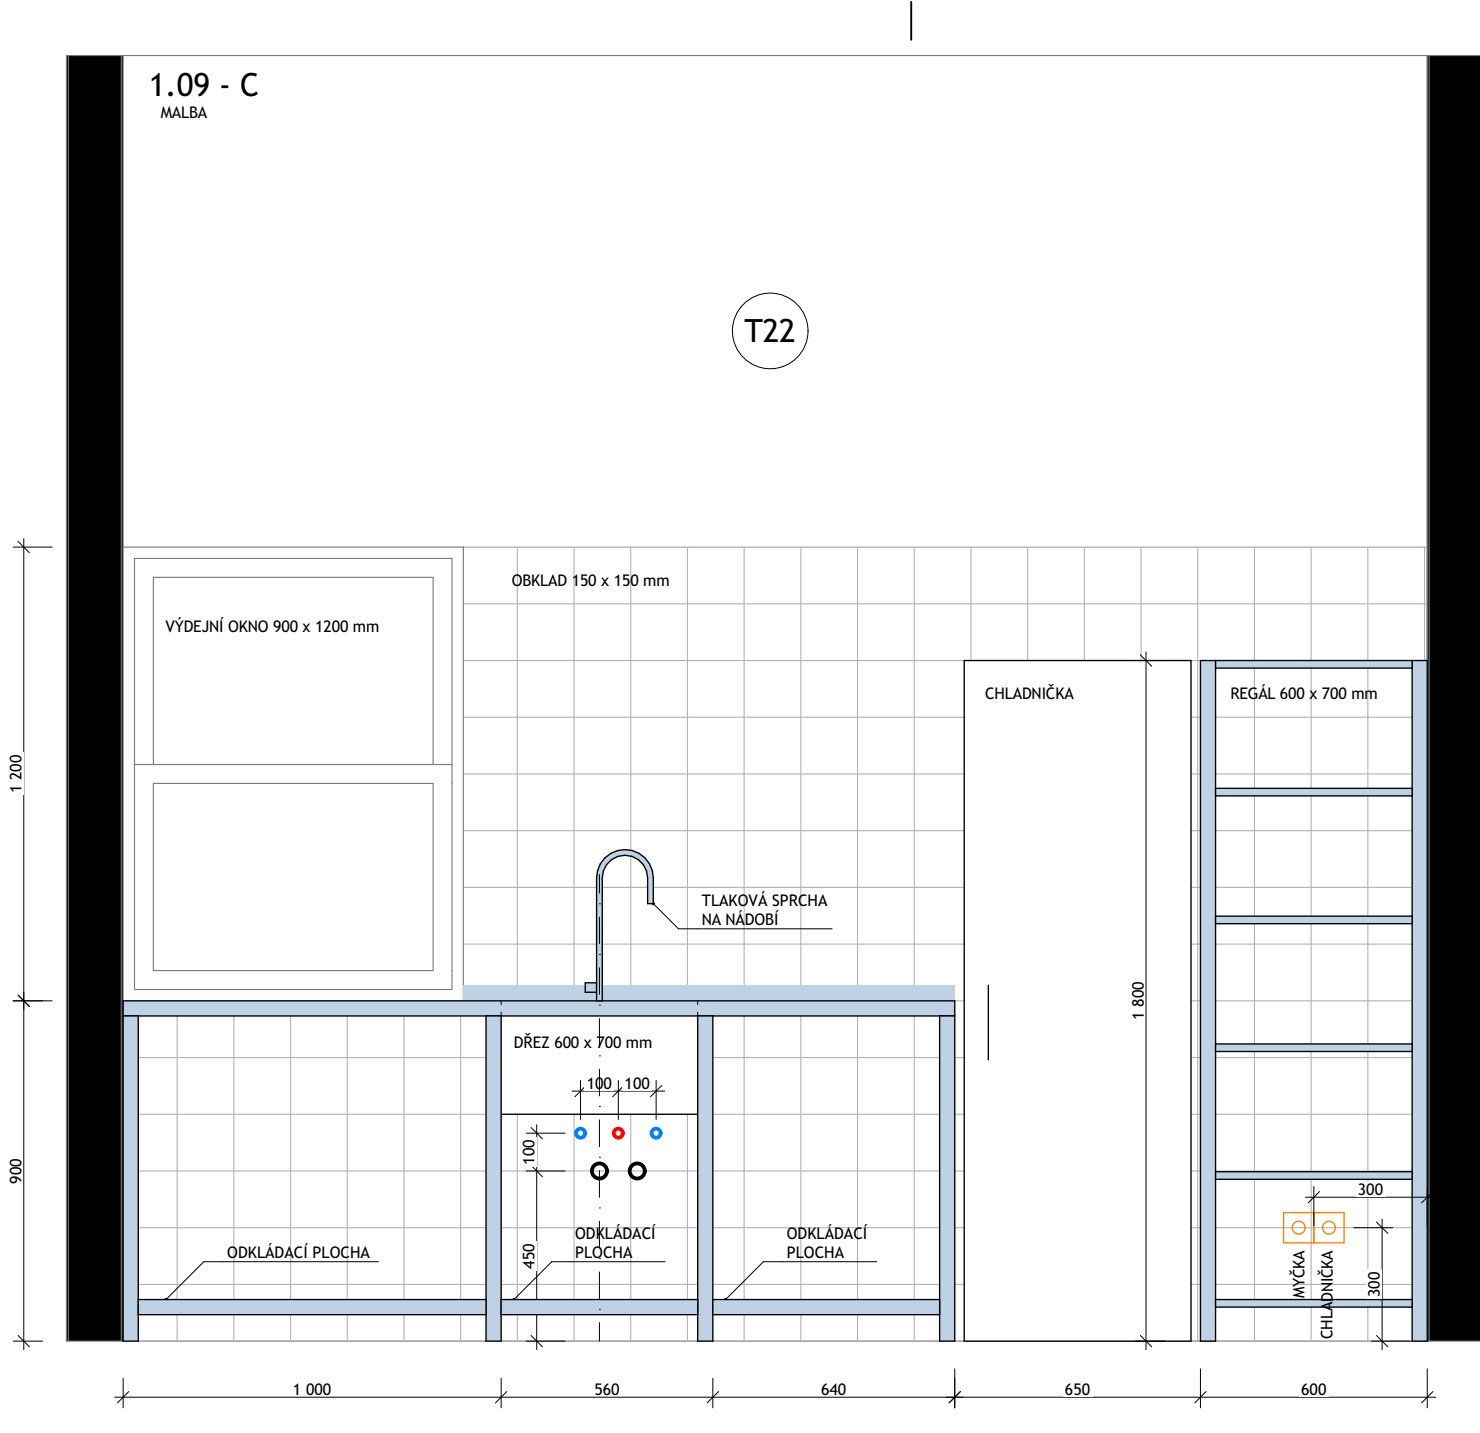 1.09 - C
MALBA
T22
OBKLAD 150 x 150 mm
VÝDEJNÍ OKNO 900 x 1200 mm
CHLADNIČKA
REGÁL 600 x 700 mm
1 200
TLAKOVÁ SPRCHA
NA NÁDOBÍ
1 800
DŘEZ 600 x 700 mm
100
100
100
900
300
ODKLÁDACÍ PLOCHA
450
ODKLÁDACÍ
PLOCHA
ODKLÁDACÍ
PLOCHA
MYČKA
CHLADNIČKA
300
1 000
560
640
650
600